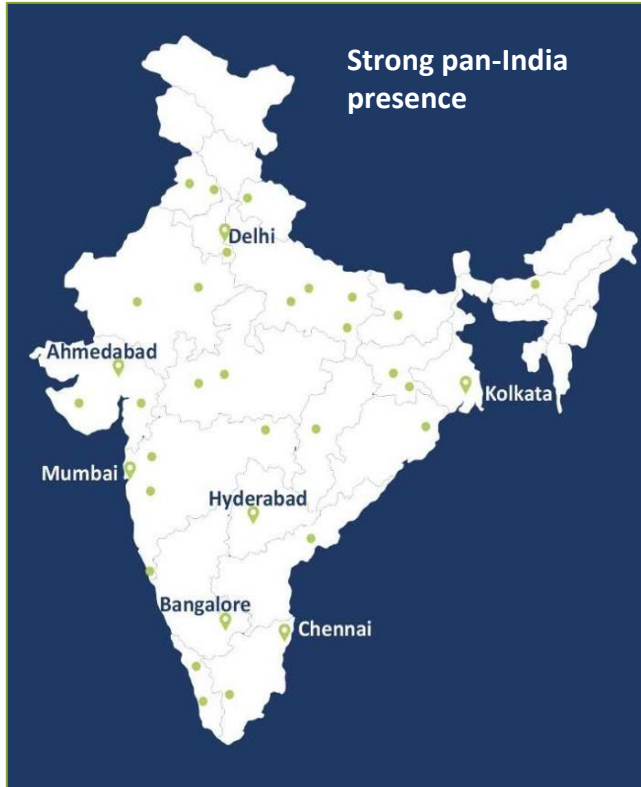 Strong pan-India
presence
Delhi
Ahmedabad
Kolkata
Mumbai
Hyderabad
Bangalore
Chennai